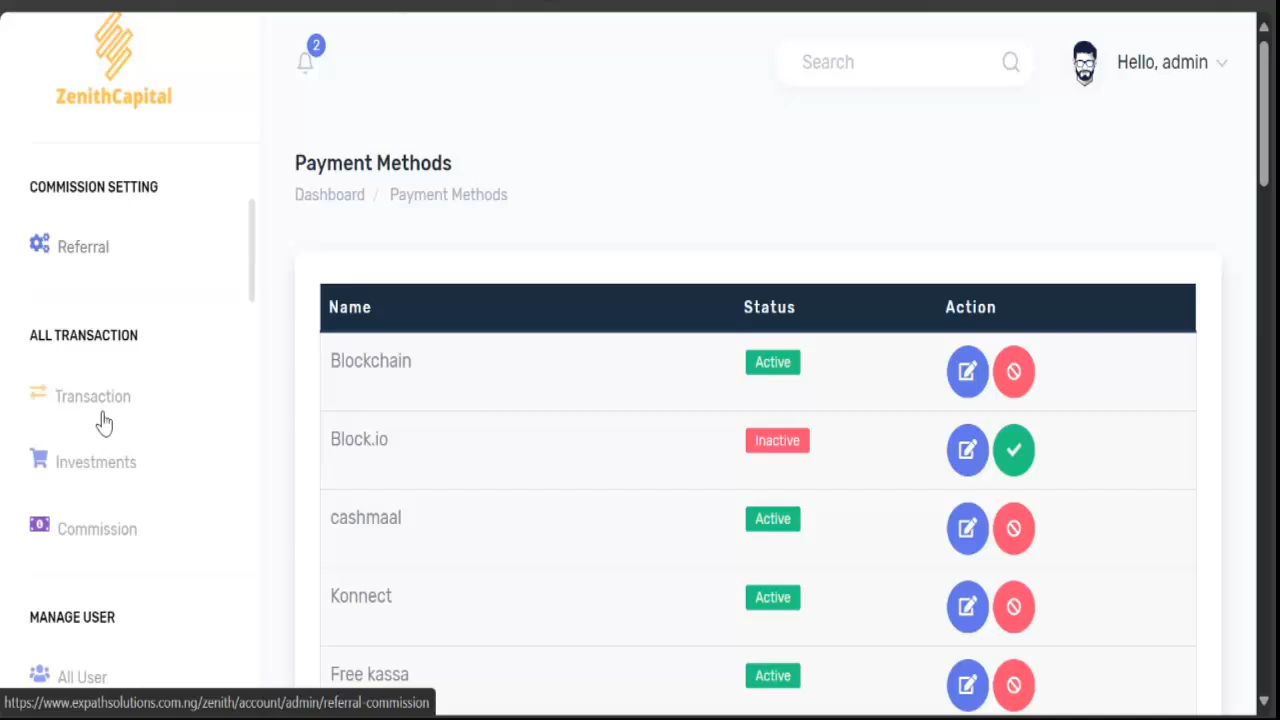 ZenithCapital
2
Search
Hello, admin
COMMISSION SETTING
Referral
ALL TRANSACTION
Transaction
Investments
Commission
MANAGE USER
All User
Payment Methods
Dashboard / Payment Methods
Name Status Action
Blockchain Active
Block.io Inactive
cashmaal Active
Konnect Active
Free kassa Active
https://www.expathsolutions.com.ng/zenith/account/admin/referral-commission